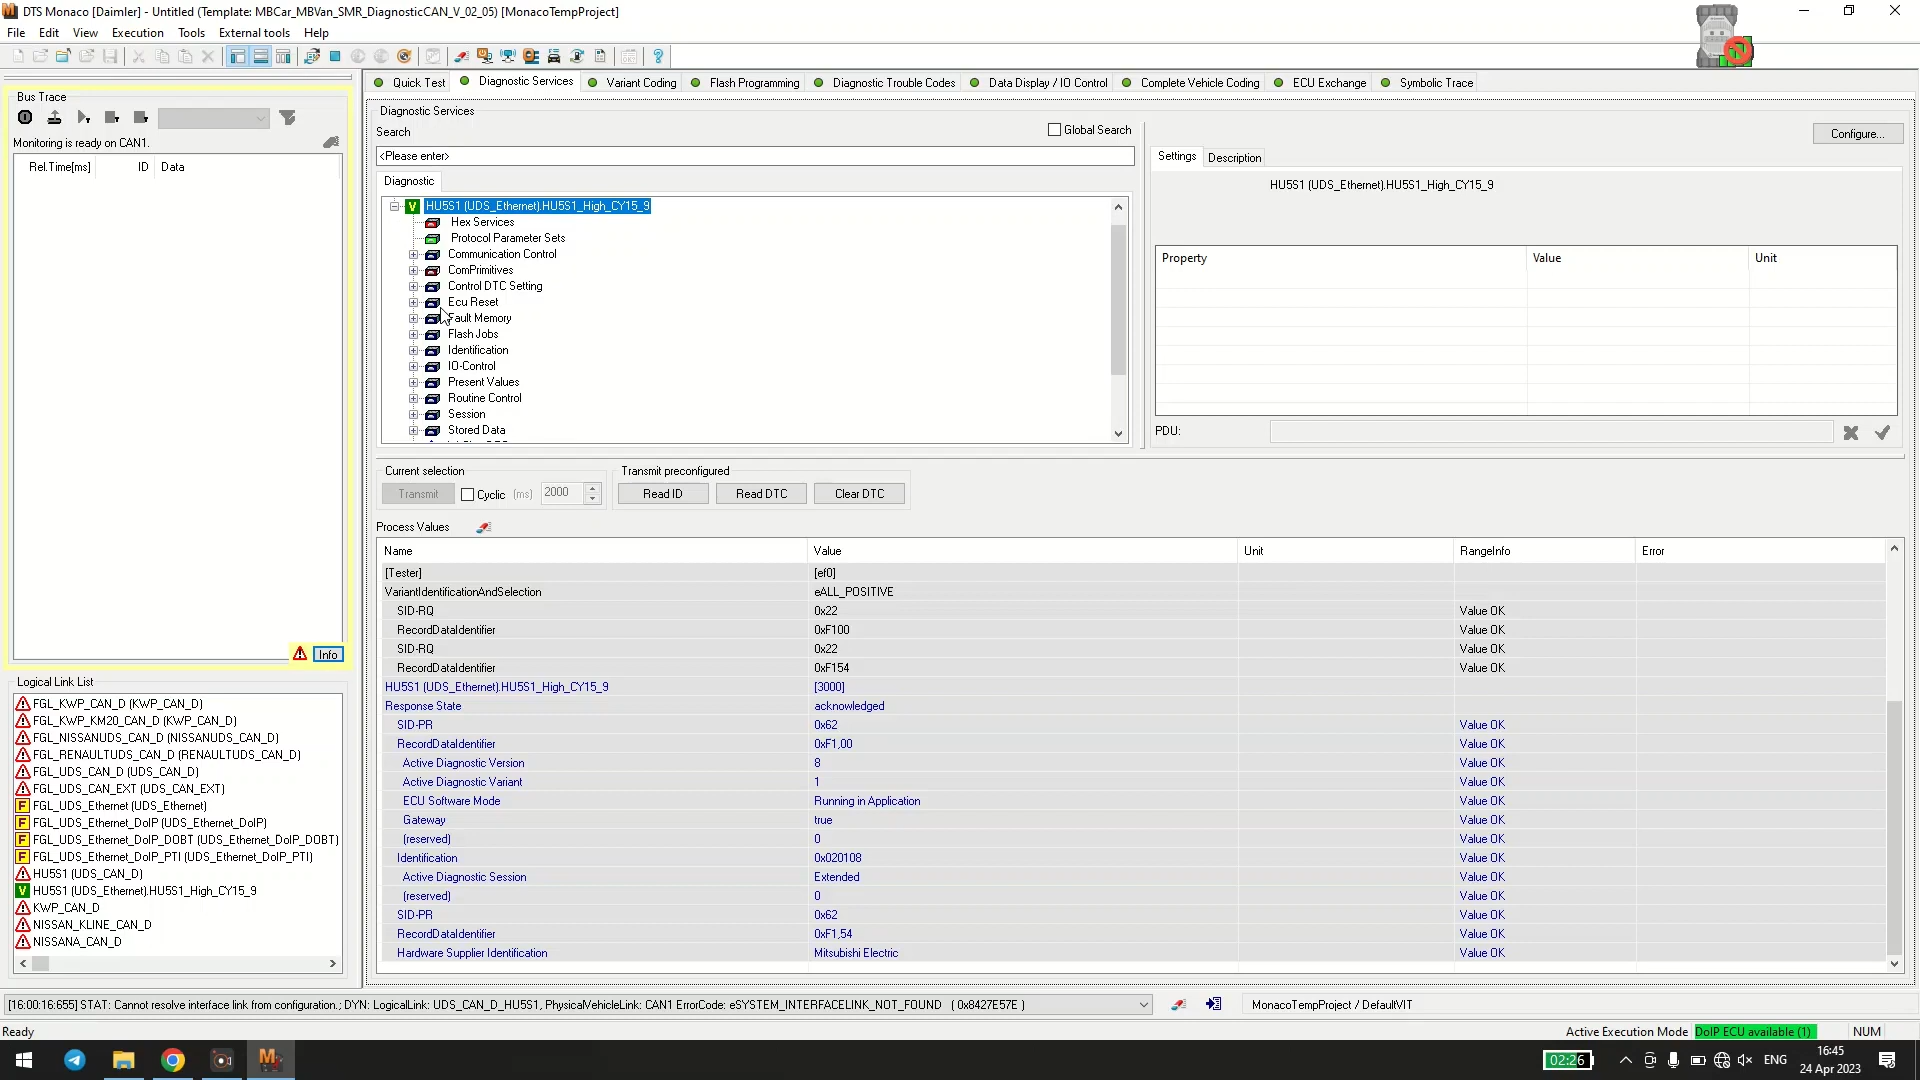 DTS Monaco [Daimler] - Untitled (Template: MBCar_MBVan_SMR_DiagnosticCAN_V_02_05) [MonacoTempProject]
File Edit View Execution Tools External tools Help
Bus Trace
Monitoring is ready on CAN1.
Rel.Time[ms] ID Data
Info
Logical Link List
FGL_KWP_CAN_D (KWP_CAN_D)
FGL_KWP_KM20_CAN_D (KWP_CAN_D)
FGL_NISSANUDS_CAN_D (NISSANUDS_CAN_D)
FGL_RENAULTUDS_CAN_D (RENAULTUDS_CAN_D)
FGL_UDS_CAN_D (UDS_CAN_D)
FGL_UDS_CAN_EXT (UDS_CAN_EXT)
F FGL_UDS_Ethernet (UDS_Ethernet)
F FGL_UDS_Ethernet_DoIP (UDS_Ethernet_DoIP)
F FGL_UDS_Ethernet_DoIP_DOBT (UDS_Ethernet_DoIP_DOBT)
F FGL_UDS_Ethernet_DoIP_PTI (UDS_Ethernet_DoIP_PTI)
HU5S1 (UDS_CAN_D)
V HU5S1 (UDS_Ethernet).HU5S1_High_CY15_9
KWP_CAN_D
NISSAN_KLINE_CAN_D
NISSANA_CAN_D
Quick Test Diagnostic Services Variant Coding Flash Programming Diagnostic Trouble Codes Data Display / IO Control Complete Vehicle Coding ECU Exchange Symbolic Trace
Diagnostic Services
Search
Global Search
<Please enter>
Diagnostic
V HU5S1 (UDS_Ethernet).HU5S1_High_CY15_9
Hex Services
Protocol Parameter Sets
Communication Control
ComPrimitives
Control DTC Setting
Ecu Reset
Fault Memory
Flash Jobs
Identification
IO-Control
Present Values
Routine Control
Session
Stored Data
Configure...
Settings Description
HU5S1 (UDS_Ethernet).HU5S1_High_CY15_9
Property Value Unit
PDU:
Current selection
Transmit Cyclic (ms) 2000
Transmit preconfigured
Read ID Read DTC Clear DTC
Process Values
Name Value Unit RangeInfo Error
[Tester] [ef0]
VariantIdentificationAndSelection eALL_POSITIVE
SID-RQ 0x22 Value OK
RecordDataIdentifier 0xF100 Value OK
SID-RQ 0x22 Value OK
RecordDataIdentifier 0xF154 Value OK
HU5S1 (UDS_Ethernet).HU5S1_High_CY15_9 [3000]
Response State acknowledged
SID-PR 0x62 Value OK
RecordDataIdentifier 0xF1,00 Value OK
Active Diagnostic Version 8 Value OK
Active Diagnostic Variant 1 Value OK
ECU Software Mode Running in Application Value OK
Gateway true Value OK
(reserved) 0 Value OK
Identification 0x020108 Value OK
Active Diagnostic Session Extended Value OK
(reserved) 0 Value OK
SID-PR 0x62 Value OK
RecordDataIdentifier 0xF1,54 Value OK
Hardware Supplier Identification Mitsubishi Electric Value OK
[16:00:16:655] STAT: Cannot resolve interface link from configuration.; DYN: LogicalLink: UDS_CAN_D_HU5S1, PhysicalVehicleLink: CAN1 ErrorCode: eSYSTEM_INTERFACELINK_NOT_FOUND ( 0x8427E57E )
MonacoTempProject / DefaultVIT
Ready
Active Execution Mode DoIP ECU available (1) NUM
02:26
ENG
16:45
24 Apr 2023